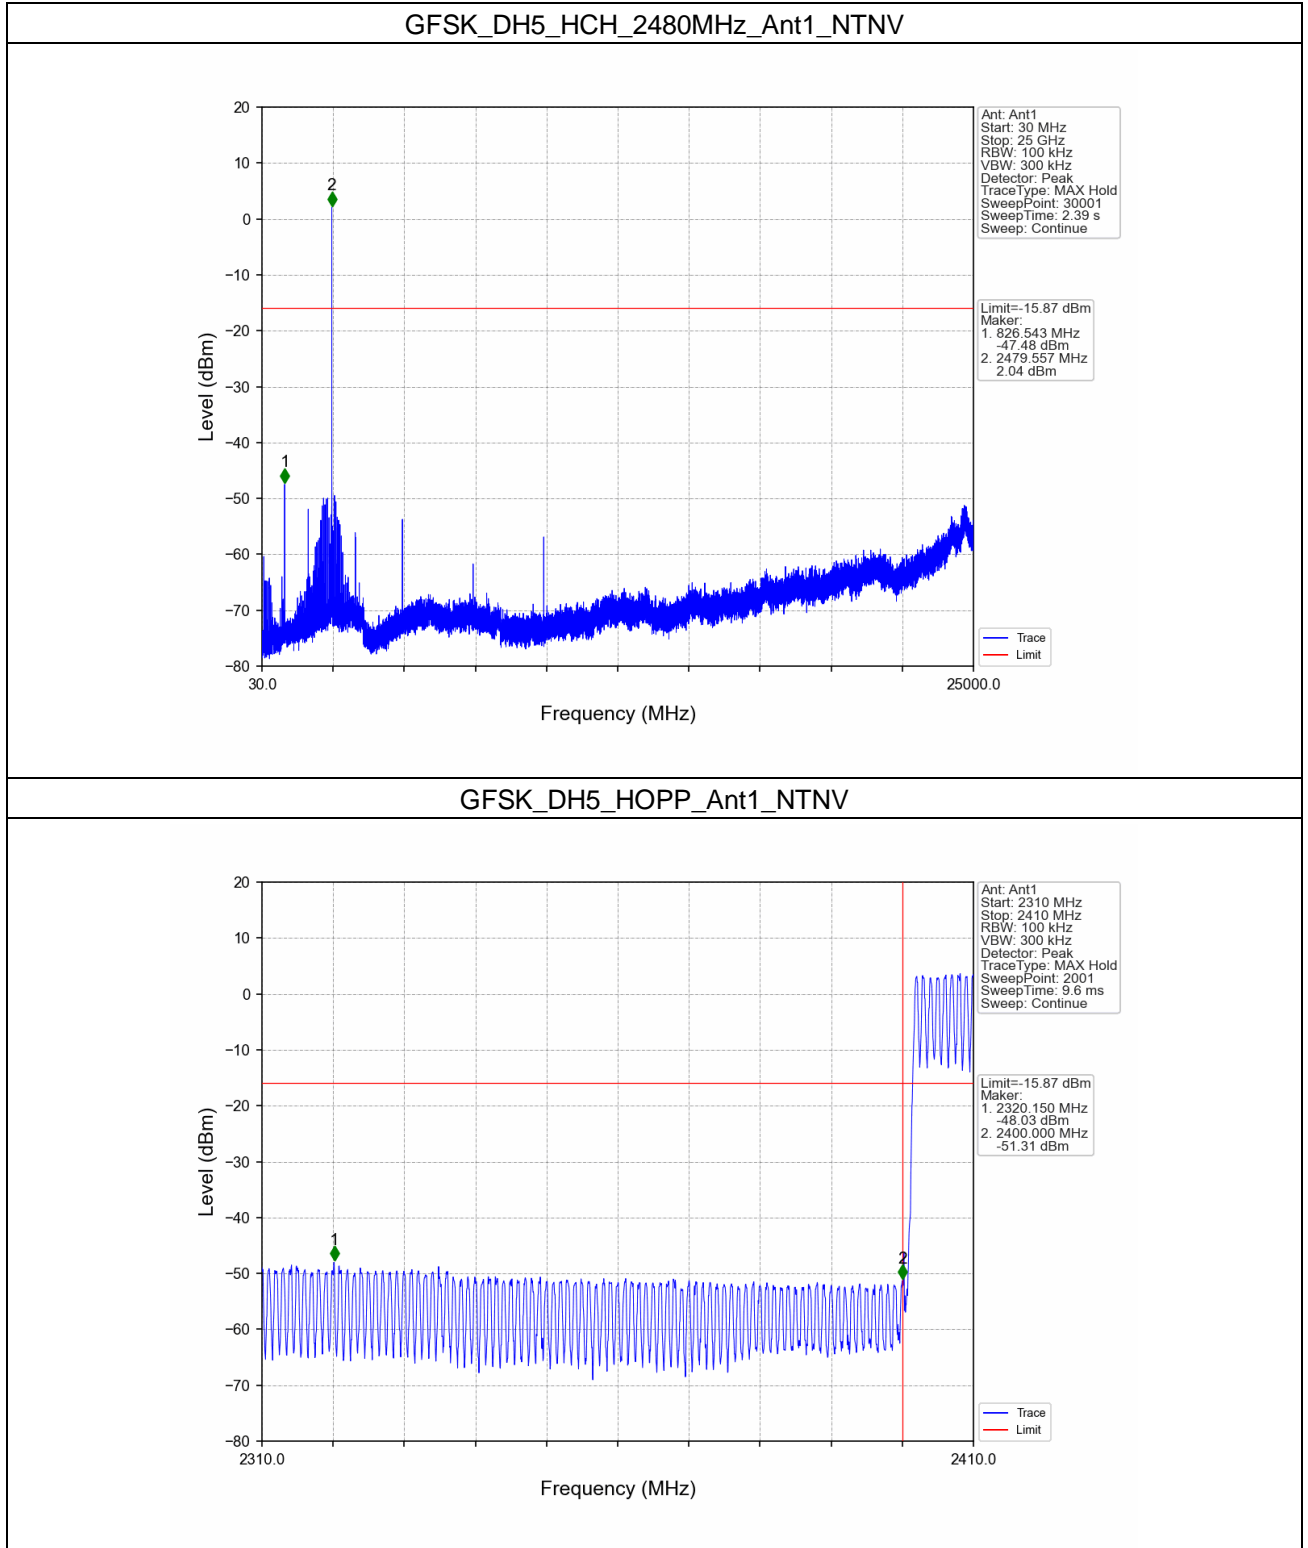 GFSK_DH5_HCH_2480MHz_Ant1_NTNV
20
10
0
−10
−20
−30
−40
−50
−60
−70
−80
Level (dBm)
1
2
30.0
25000.0
Frequency (MHz)
Ant: Ant1
Start: 30 MHz
Stop: 25 GHz
RBW: 100 kHz
VBW: 300 kHz
Detector: Peak
TraceType: MAX Hold
SweepPoint: 30001
SweepTime: 2.39 s
Sweep: Continue
Limit=-15.87 dBm
Maker:
1. 826.543 MHz
-47.48 dBm
2. 2479.557 MHz
2.04 dBm
Trace
Limit
GFSK_DH5_HOPP_Ant1_NTNV
20
10
0
−10
−20
−30
−40
−50
−60
−70
−80
Level (dBm)
1
2
2310.0
2410.0
Frequency (MHz)
Ant: Ant1
Start: 2310 MHz
Stop: 2410 MHz
RBW: 100 kHz
VBW: 300 kHz
Detector: Peak
TraceType: MAX Hold
SweepPoint: 2001
SweepTime: 9.6 ms
Sweep: Continue
Limit=-15.87 dBm
Maker:
1. 2320.150 MHz
-48.03 dBm
2. 2400.000 MHz
-51.31 dBm
Trace
Limit